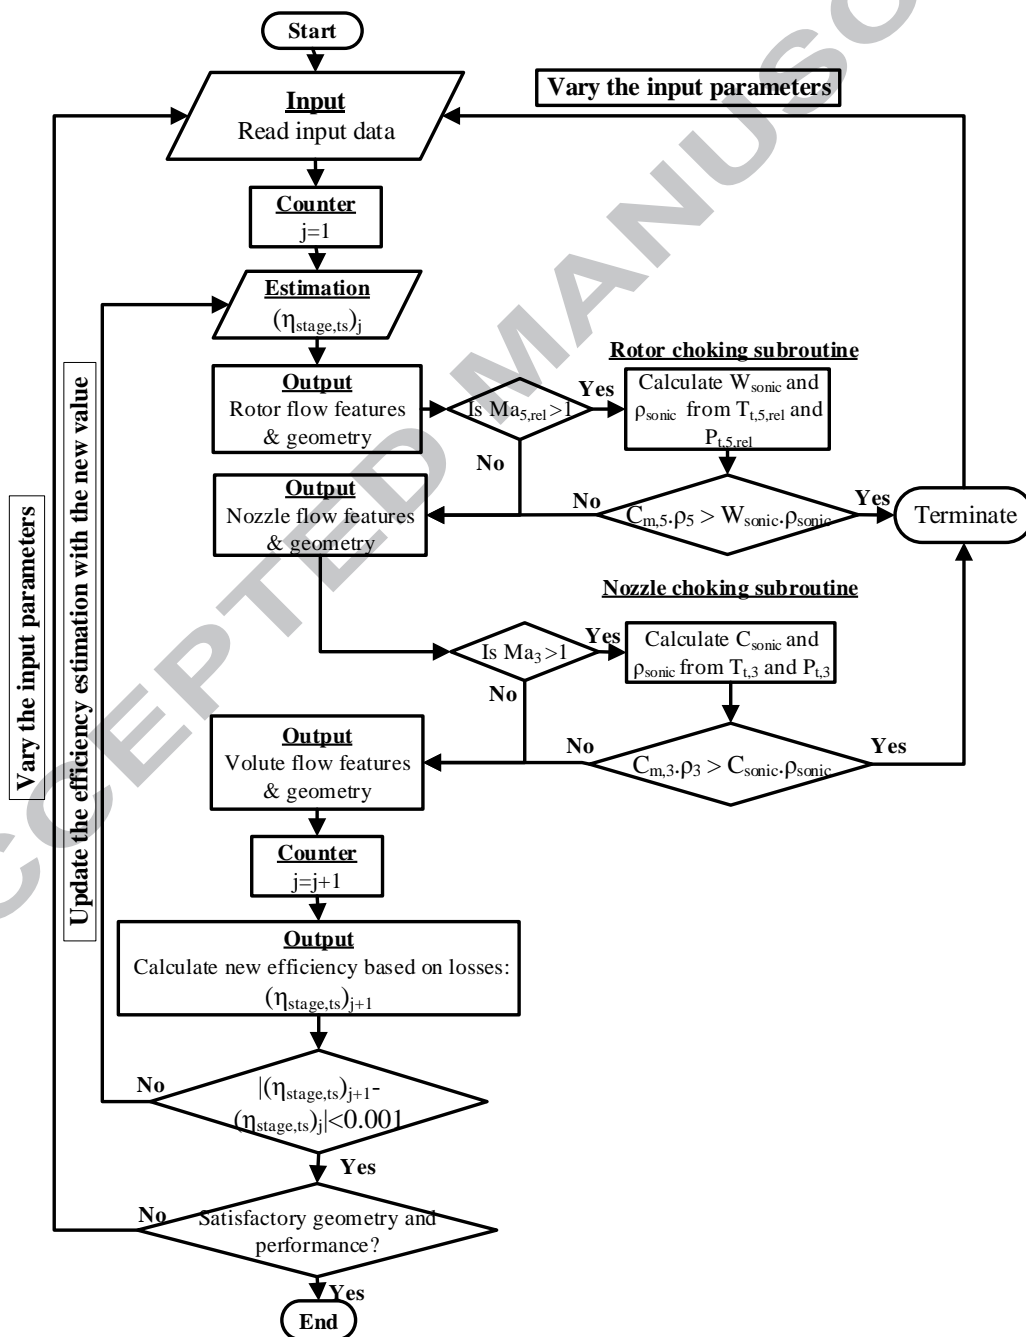 Start
Vary the input parameters
Input
Read input data
Counter
j=1
Estimation
(η_stage,ts)_j
Rotor choking subroutine
Output
Rotor flow features
& geometry
Is Ma_5,rel >1
Yes
Calculate W_sonic and
ρ_sonic from T_t,5,rel and
P_t,5,rel
No
Output
Nozzle flow features
& geometry
No
C_m,5.ρ_5 > W_sonic.ρ_sonic
Yes
Terminate
Nozzle choking subroutine
Is Ma_3 >1
Yes
Calculate C_sonic and
ρ_sonic from T_t,3 and P_t,3
No
Output
Volute flow features
& geometry
No
C_m,3.ρ_3 > C_sonic.ρ_sonic
Yes
Counter
j=j+1
Output
Calculate new efficiency based on losses:
(η_stage,ts)_j+1
No
|(η_stage,ts)_j+1-
(η_stage,ts)_j|<0.001
Yes
No
Satisfactory geometry and
performance?
Yes
End
Vary the input parameters
Update the efficiency estimation with the new value
CCEPTED MANUSC